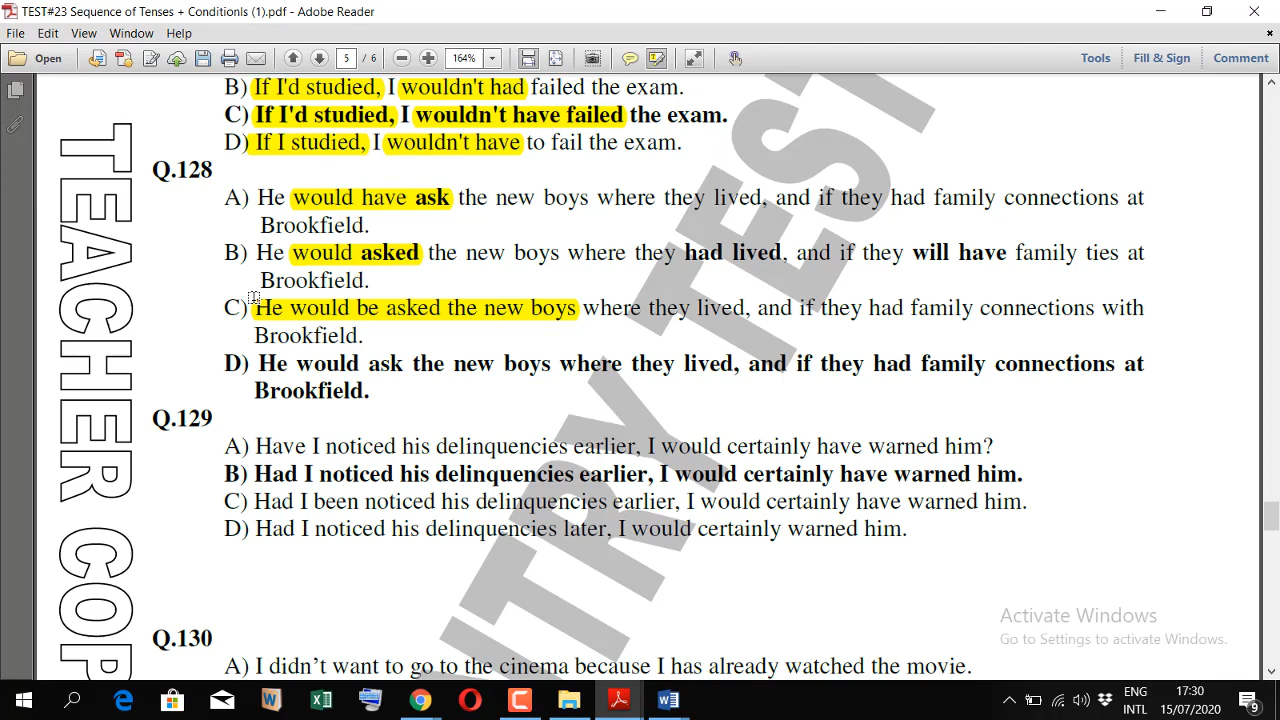 TEST#23 Sequence of Tenses + ConditionIs (1).pdf - Adobe Reader
File Edit View Window Help
Open 5 / 6 164% Tools Fill & Sign Comment
B) If I'd studied, I wouldn't had failed the exam.
C) If I'd studied, I wouldn't have failed the exam.
D) If I studied, I wouldn't have to fail the exam.
Q.128
A) He would have ask the new boys where they lived, and if they had family connections at
Brookfield.
B) He would asked the new boys where they had lived, and if they will have family ties at
Brookfield.
C) He would be asked the new boys where they lived, and if they had family connections with
Brookfield.
D) He would ask the new boys where they lived, and if they had family connections at
Brookfield.
Q.129
A) Have I noticed his delinquencies earlier, I would certainly have warned him?
B) Had I noticed his delinquencies earlier, I would certainly have warned him.
C) Had I been noticed his delinquencies earlier, I would certainly have warned him.
D) Had I noticed his delinquencies later, I would certainly warned him.
Q.130
A) I didn't want to go to the cinema because I has already watched the movie.
TEACHER COP
NTRY TEST
Activate Windows
Go to Settings to activate Windows.
ENG
INTL
17:30
15/07/2020
9